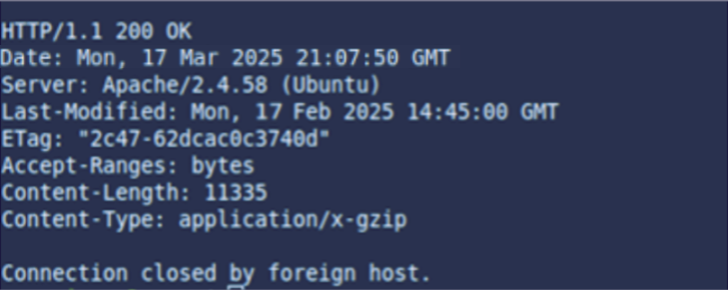 HTTP/1.1 200 OK
Date: Mon, 17 Mar 2025 21:07:50 GMT
Server: Apache/2.4.58 (Ubuntu)
Last-Modified: Mon, 17 Feb 2025 14:45:00 GMT
ETag: "2c47-62dcac0c3740d"
Accept-Ranges: bytes
Content-Length: 11335
Content-Type: application/x-gzip
Connection closed by foreign host.